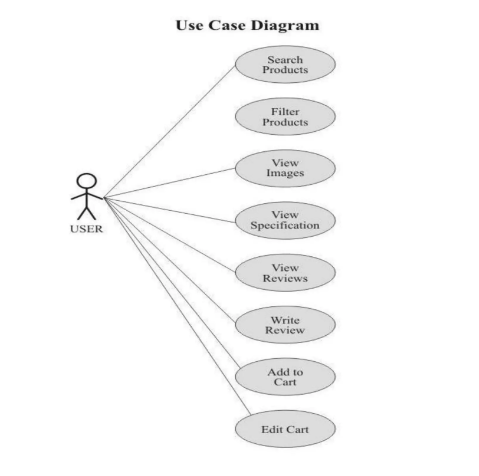 Use Case Diagram
Search
Products
Filter
Products
View
Images
View
Specification
USER
View
Reviews
Write
Review
Add to
Cart
Edit Cart